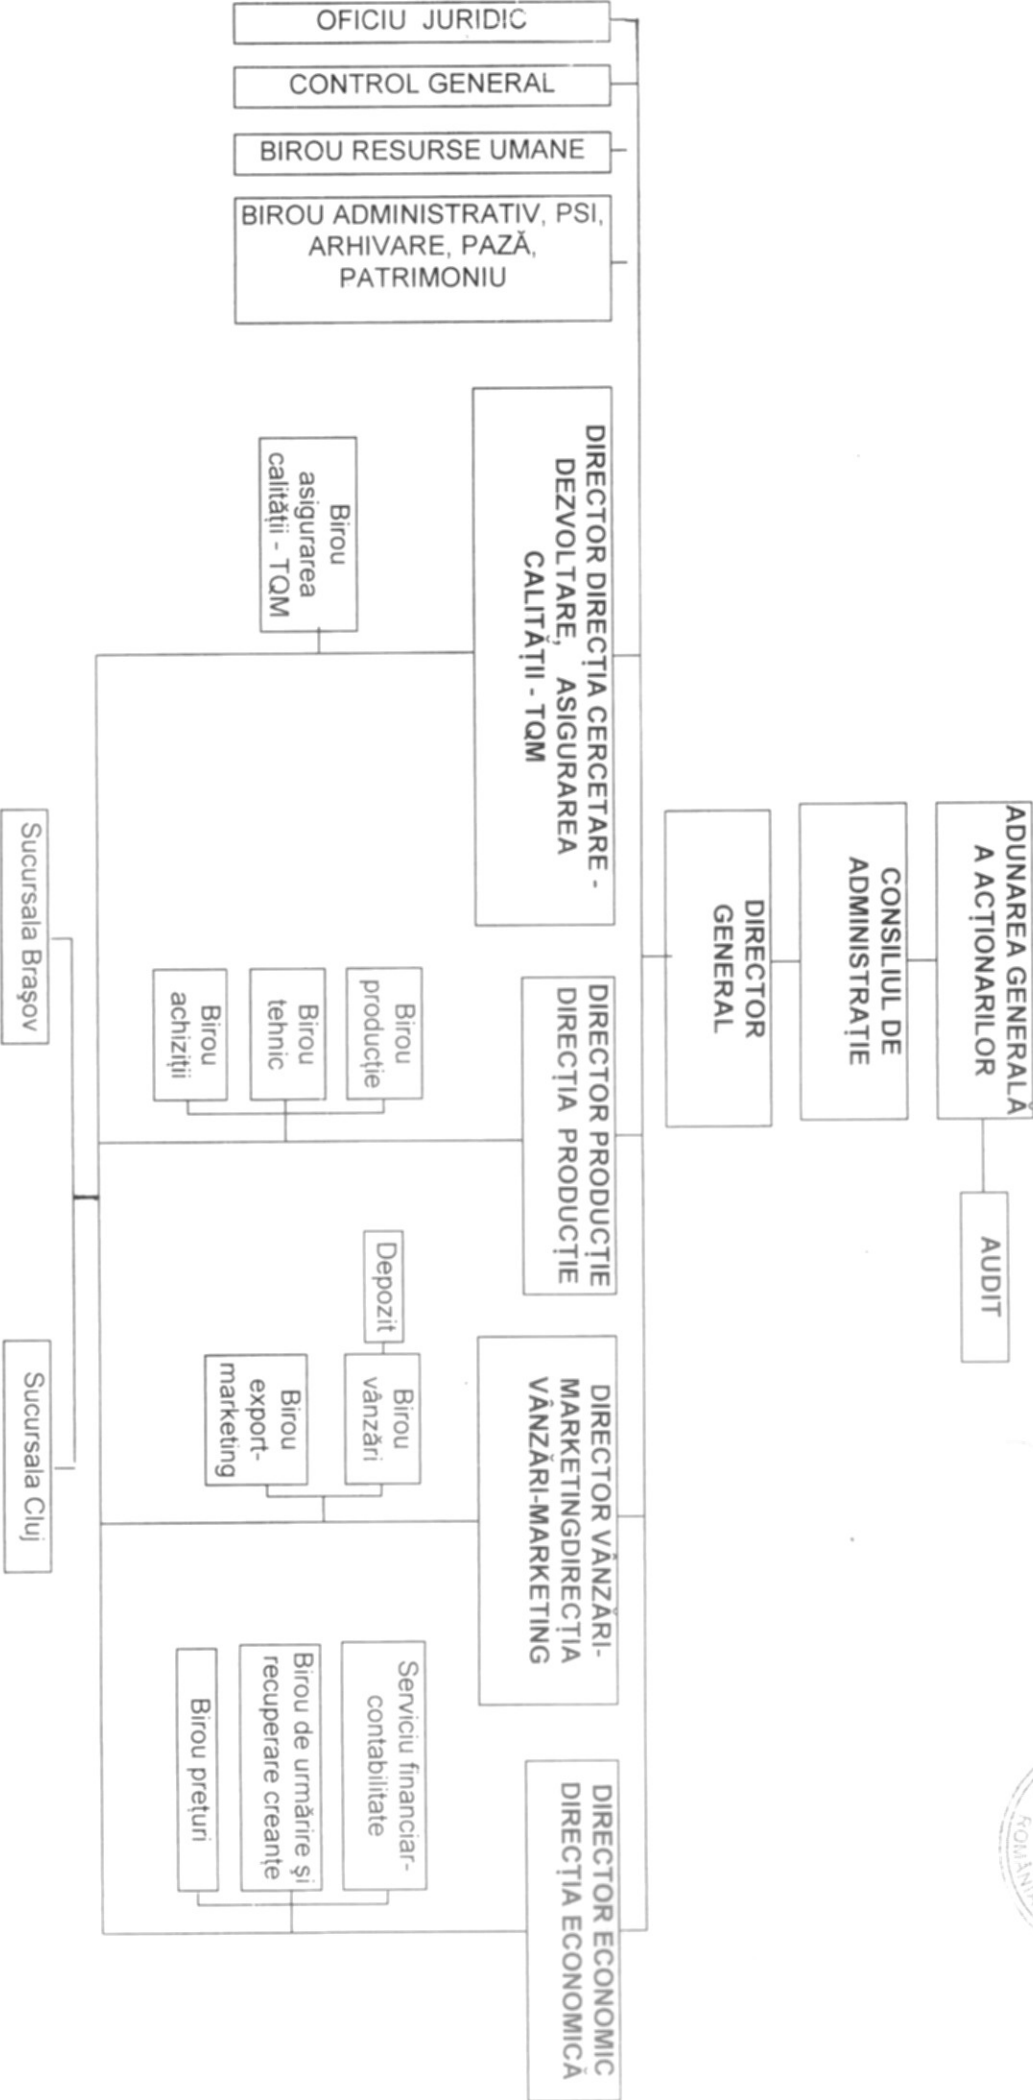 ADUNAREA GENERALĂ
A ACȚIONARILOR
AUDIT
CONSILIUL DE
ADMINISTRAȚIE
DIRECTOR
GENERAL
OFICIU JURIDIC
CONTROL GENERAL
BIROU RESURSE UMANE
BIROU ADMINISTRATIV, PSI,
ARHIVARE, PAZĂ,
PATRIMONIU
DIRECTOR DIRECȚIA CERCETARE -
DEZVOLTARE, ASIGURAREA
CALITĂȚII - TQM
Birou
asigurarea
calității - TQM
DIRECTOR PRODUCȚIE
DIRECȚIA PRODUCȚIE
Birou
producție
Birou
tehnic
Birou
achiziții
DIRECTOR VÂNZĂRI-
MARKETINGDIRECȚIA
VÂNZĂRI-MARKETING
Depozit
Birou
vânzări
Birou
export-
marketing
DIRECTOR ECONOMIC
DIRECȚIA ECONOMICĂ
Serviciu financiar-
contabilitate
Birou de urmărire și
recuperare creanțe
Birou prețuri
Sucursala Brașov
Sucursala Cluj
ROMÂNIA